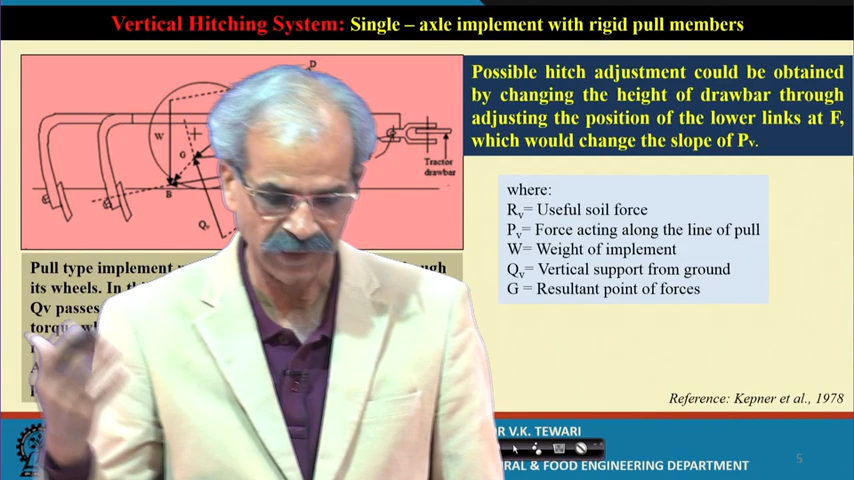 Vertical Hitching System: Single – axle implement with rigid pull members
D
W
G
B
Qv
Tractor
drawbar
Possible hitch adjustment could be obtained
by changing the height of drawbar through
adjusting the position of the lower links at F,
which would change the slope of Pv.
where:
Rv= Useful soil force
Pv= Force acting along the line of pull
W= Weight of implement
Qv= Vertical support from ground
G = Resultant point of forces
Pull type implement
its wheels. In
Qv passes
Reference: Kepner et al., 1978
R V.K. TEWARI
RAL & FOOD ENGINEERING DEPARTMENT
5